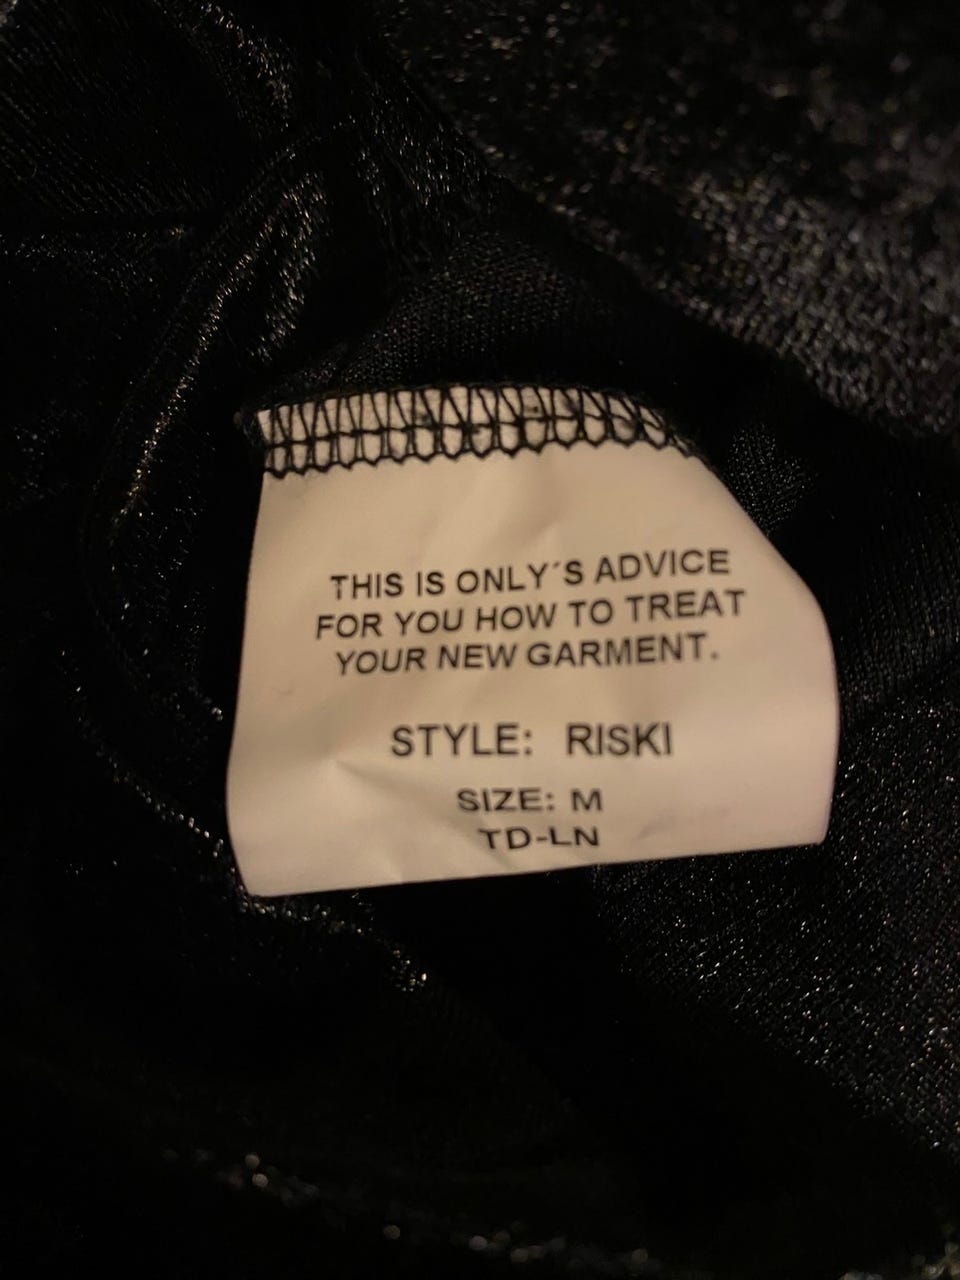 THIS IS ONLY´S ADVICE
FOR YOU HOW TO TREAT
YOUR NEW GARMENT.
STYLE: RISKI
SIZE: M
TD-LN